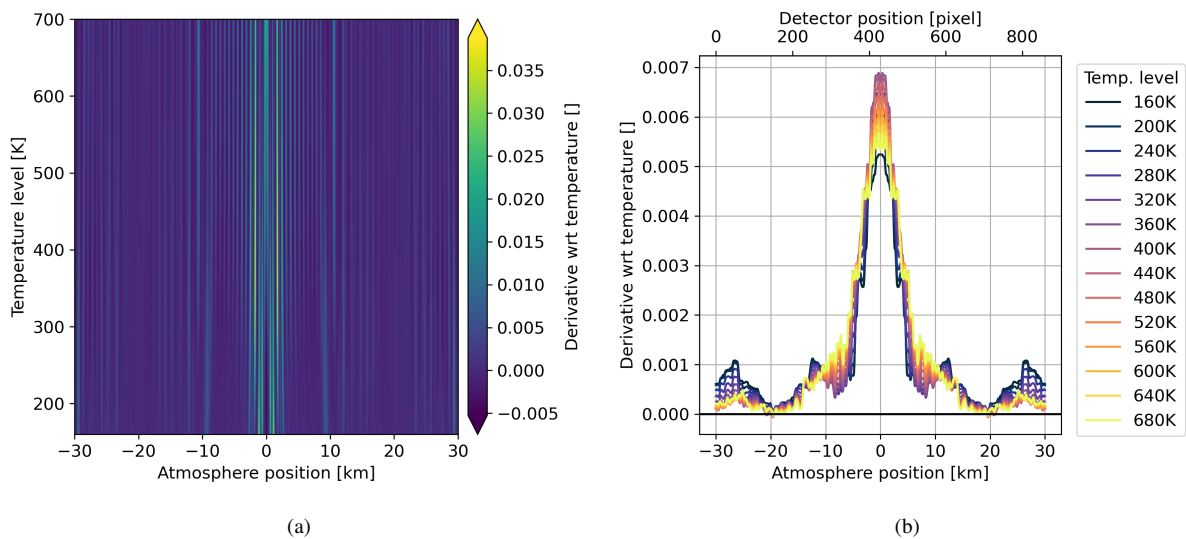 700
600
500
400
300
200
Temperature level [K]
−30
−20
−10
0
10
20
30
Atmosphere position [km]
0.035
0.030
0.025
0.020
0.015
0.010
0.005
0.000
−0.005
Derivative wrt temperature []
(a)
Detector position [pixel]
0
200
400
600
800
0.007
0.006
0.005
0.004
0.003
0.002
0.001
0.000
Derivative wrt temperature []
−30
−20
−10
0
10
20
30
Atmosphere position [km]
Temp. level
160K
200K
240K
280K
320K
360K
400K
440K
480K
520K
560K
600K
640K
680K
(b)